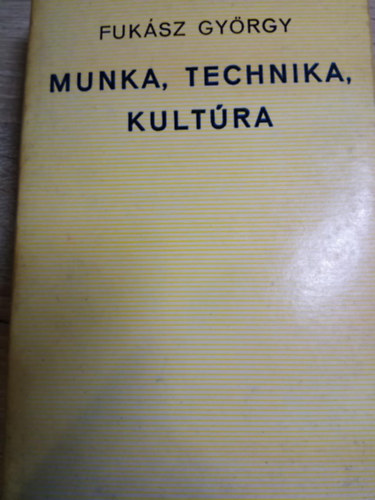 FUKÁSZ GYÖRGY
MUNKA, TECHNIKA,
KULTÚRA